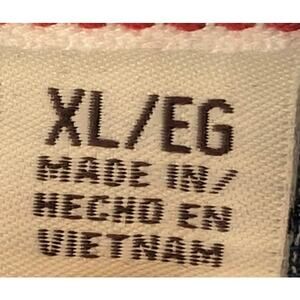 XL/EG
MADE IN/
HECHO EN
VIETNAM